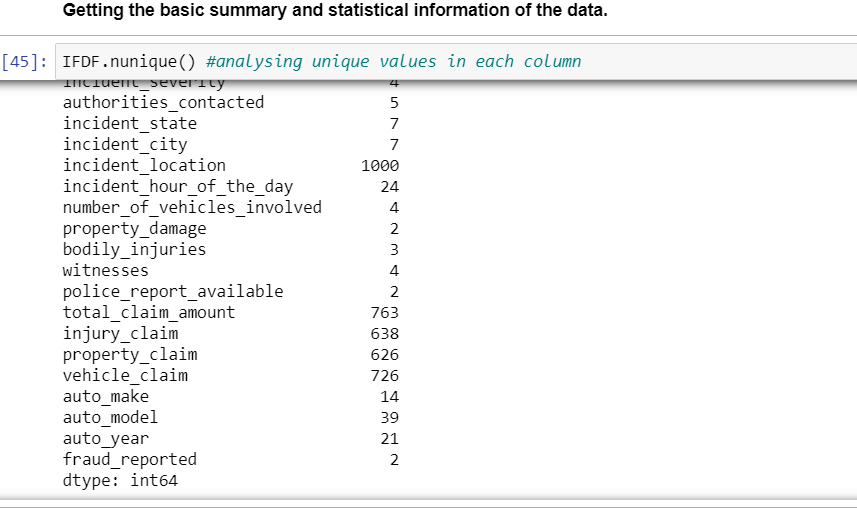 Getting the basic summary and statistical information of the data.
[45]: IFDF.nunique() #analysing unique values in each column
incident_severity 4
authorities_contacted 5
incident_state 7
incident_city 7
incident_location 1000
incident_hour_of_the_day 24
number_of_vehicles_involved 4
property_damage 2
bodily_injuries 3
witnesses 4
police_report_available 2
total_claim_amount 763
injury_claim 638
property_claim 626
vehicle_claim 726
auto_make 14
auto_model 39
auto_year 21
fraud_reported 2
dtype: int64